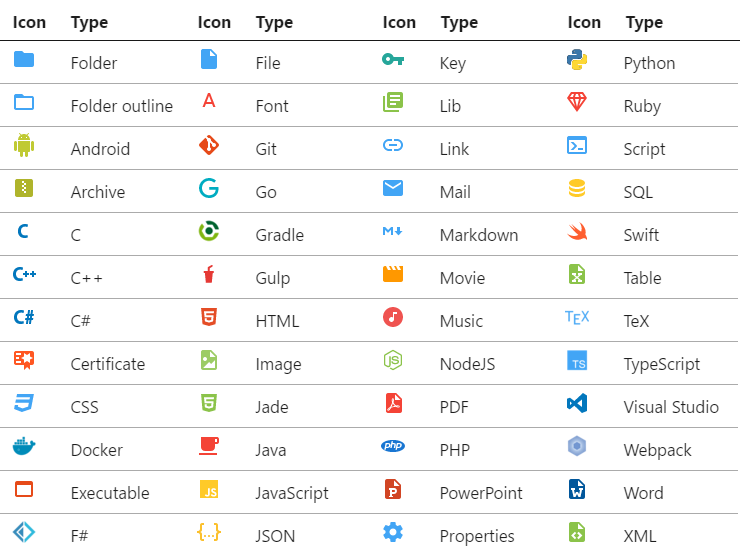 Icon Type Icon Type Icon Type Icon Type
Folder File Key Python
Folder outline A Font Lib Ruby
Android Git Link Script
Archive G Go Mail SQL
C C Gradle M Markdown Swift
C++ C++ Gulp Movie Table
C# C# 5 HTML Music TEX TeX
Certificate Image JS NodeJS TS TypeScript
3 CSS 5 Jade PDF Visual Studio
Docker Java php PHP Webpack
Executable JS JavaScript P PowerPoint W Word
F# {...} JSON Properties XML